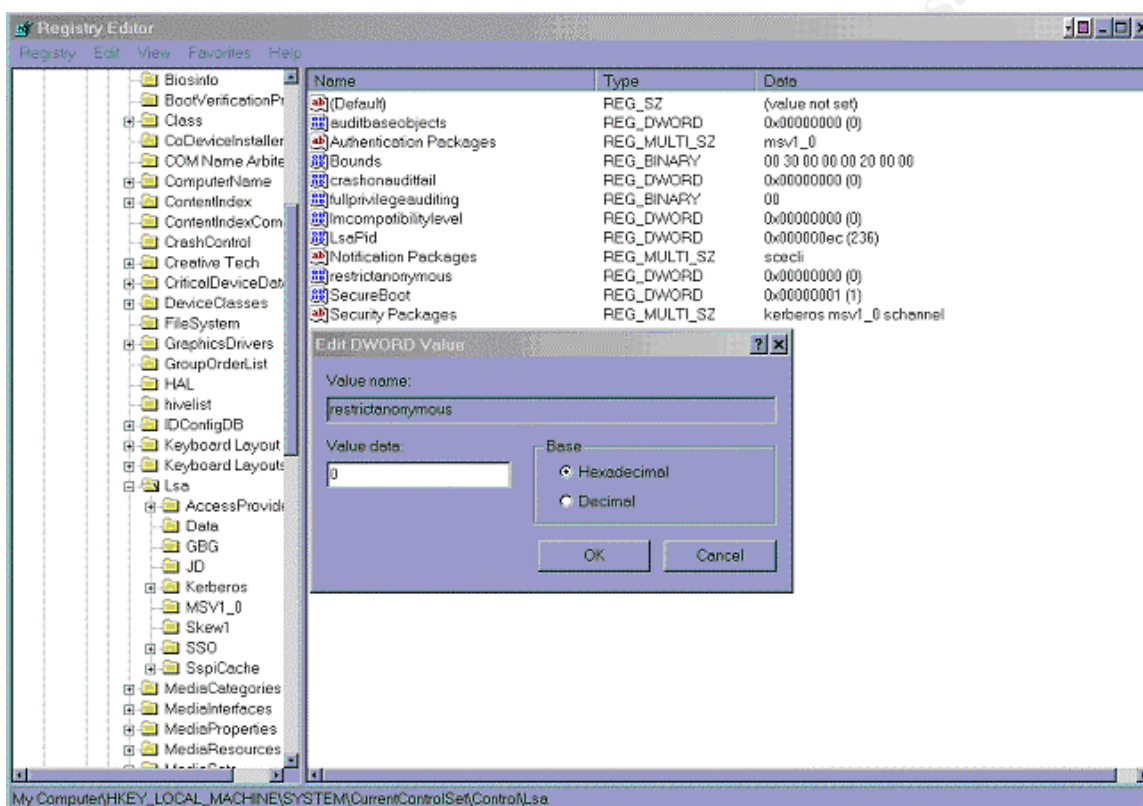 Registry Editor
Registry Edit View Favorites Help
Biosinfo
BootVerificationPr
Class
CoDeviceInstaller
COM Name Arbite
ComputerName
ContentIndex
ContentIndexCom
CrashControl
Creative Tech
CriticalDeviceDat
DeviceClasses
FileSystem
GraphicsDrivers
GroupOrderList
HAL
hivelist
IDConfigDB
Keyboard Layout
Keyboard Layouts
Lsa
AccessProvide
Data
GBG
JD
Kerberos
MSV1_0
Skew1
SSO
SspiCache
MediaCategories
MediaInterfaces
MediaProperties
MediaResources
Name Type Data
(Default) REG_SZ (value not set)
auditbaseobjects REG_DWORD 0x00000000 (0)
Authentication Packages REG_MULTI_SZ msv1_0
Bounds REG_BINARY 00 30 00 00 00 20 00 00
crashonauditfail REG_DWORD 0x00000000 (0)
fullprivilegeauditing REG_BINARY 00
lmcompatibilitylevel REG_DWORD 0x00000000 (0)
LsaPid REG_DWORD 0x000000ec (236)
Notification Packages REG_MULTI_SZ scecli
restrictanonymous REG_DWORD 0x00000000 (0)
SecureBoot REG_DWORD 0x00000001 (1)
Security Packages REG_MULTI_SZ kerberos msv1_0 schannel
Edit DWORD Value
Value name:
restrictanonymous
Value data:
0
Base
Hexadecimal
Decimal
OK Cancel
My Computer\HKEY_LOCAL_MACHINE\SYSTEM\CurrentControlSet\Control\Lsa